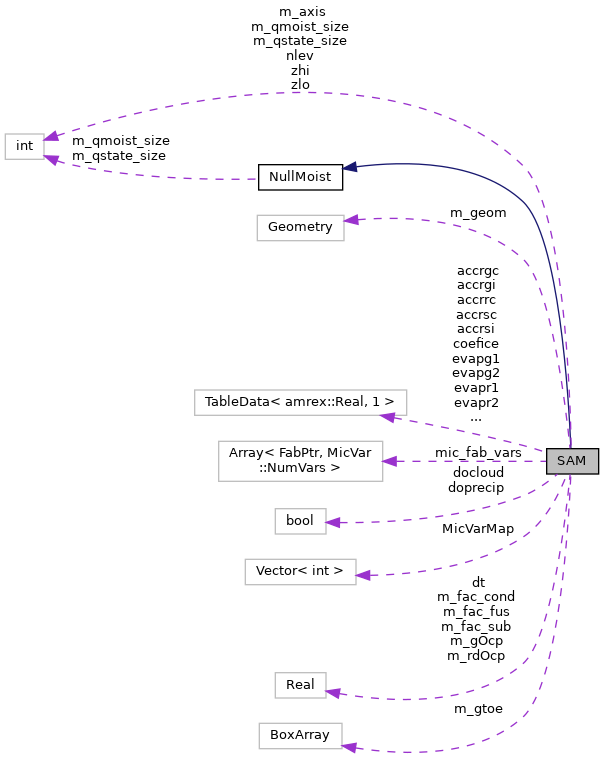 m_axis
m_qmoist_size
m_qstate_size
nlev
zhi
zlo
int
m_qmoist_size
m_qstate_size
NullMoist
m_geom
Geometry
accrgc
accrgi
accrrc
accrsc
accrsi
coefice
evapg1
evapg2
evapr1
evapr2
...
TableData< amrex::Real, 1 >
Array< FabPtr, MicVar
::NumVars >
mic_fab_vars
SAM
docloud
doprecip
bool
MicVarMap
Vector< int >
dt
m_fac_cond
m_fac_fus
m_fac_sub
m_gOcp
m_rdOcp
Real
m_gtoe
BoxArray